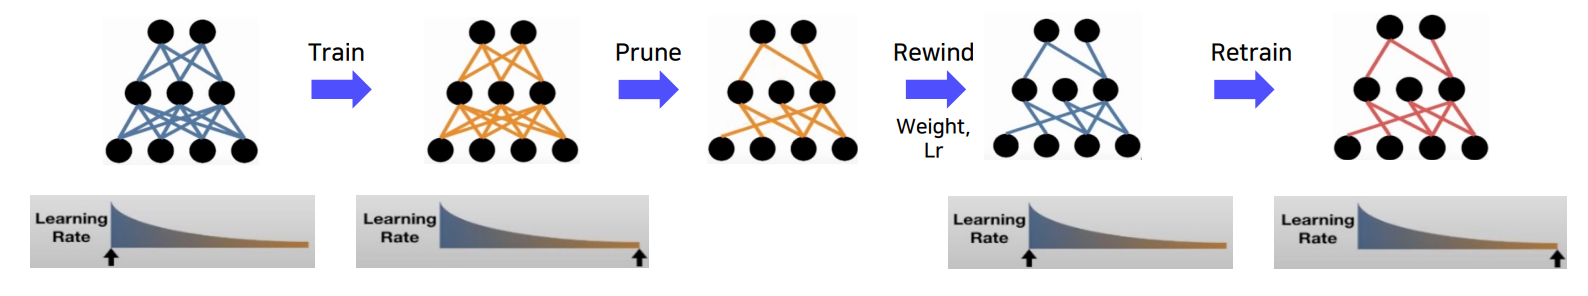 Train
Prune
Rewind
Retrain
Weight,
Lr
Learning
Rate
Learning
Rate
Learning
Rate
Learning
Rate